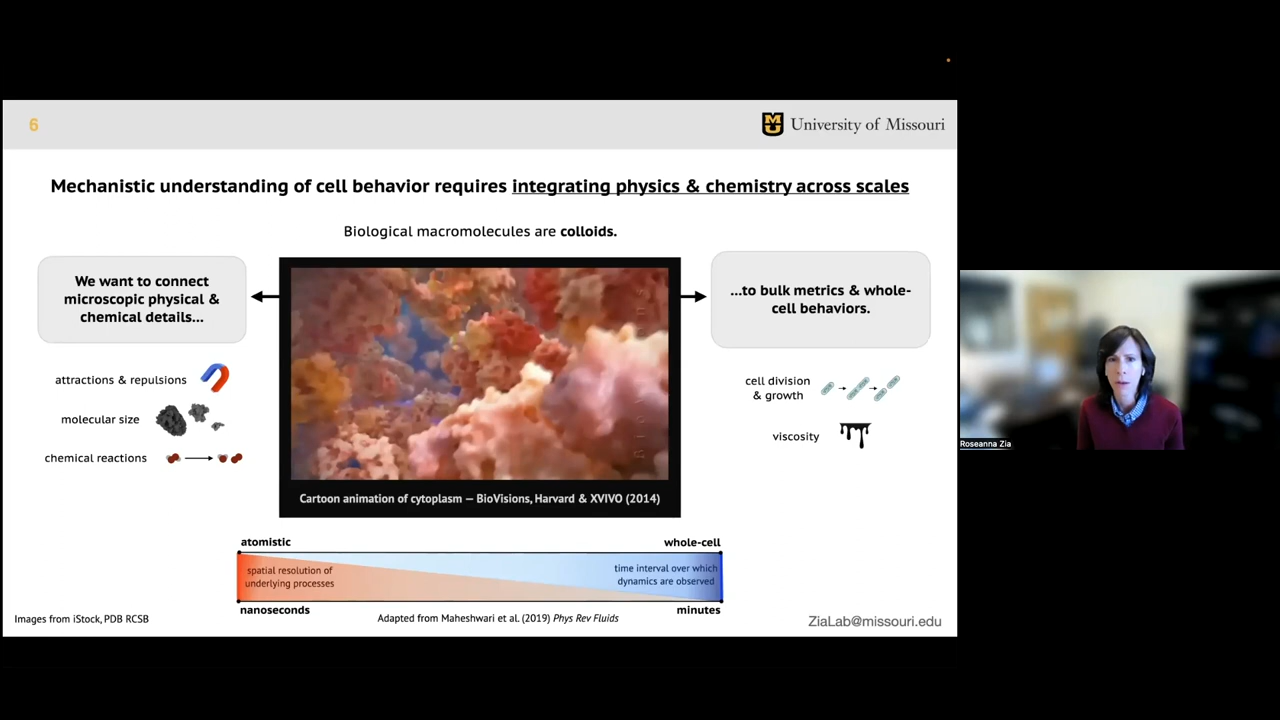 6
University of Missouri
Mechanistic understanding of cell behavior requires integrating physics & chemistry across scales
Biological macromolecules are colloids.
We want to connect
microscopic physical &
chemical details...
...to bulk metrics & whole-
cell behaviors.
attractions & repulsions
molecular size
chemical reactions
cell division
& growth
viscosity
Cartoon animation of cytoplasm — BioVisions, Harvard & XVIVO (2014)
Roseanna Zia
atomistic
whole-cell
spatial resolution of
underlying processes
time interval over which
dynamics are observed
nanoseconds
minutes
Images from iStock, PDB RCSB
Adapted from Maheshwari et al. (2019) Phys Rev Fluids
ZiaLab@missouri.edu